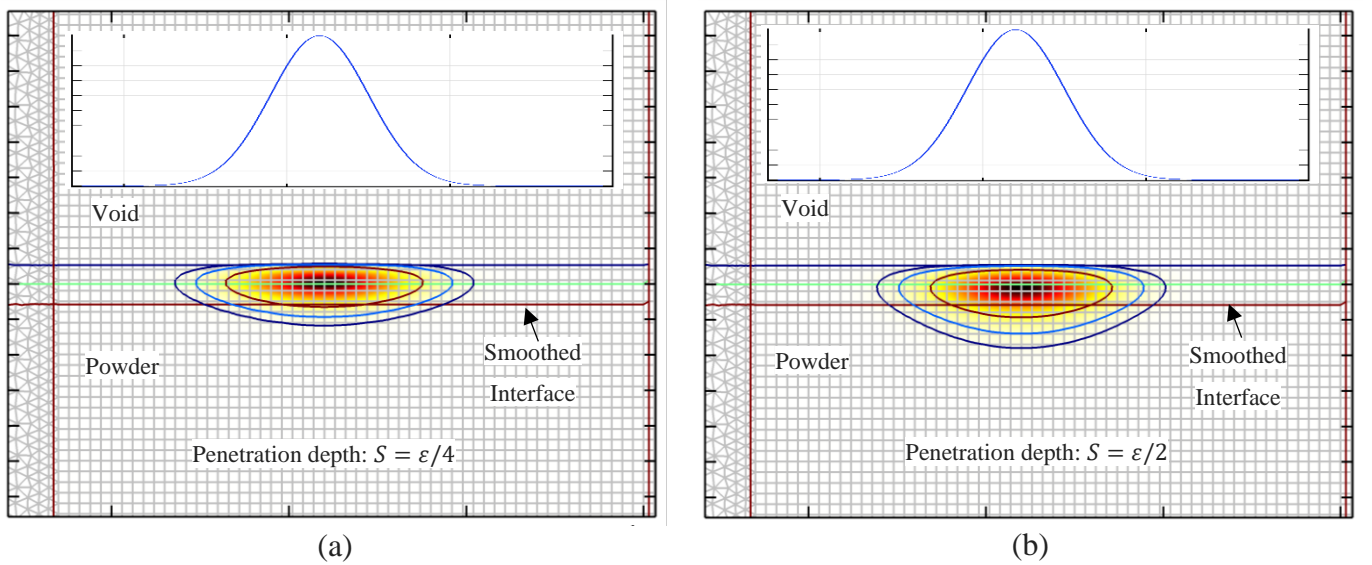 Void
Powder
Smoothed
Interface
Penetration depth: S = ε/4
(a)
Void
Powder
Smoothed
Interface
Penetration depth: S = ε/2
(b)